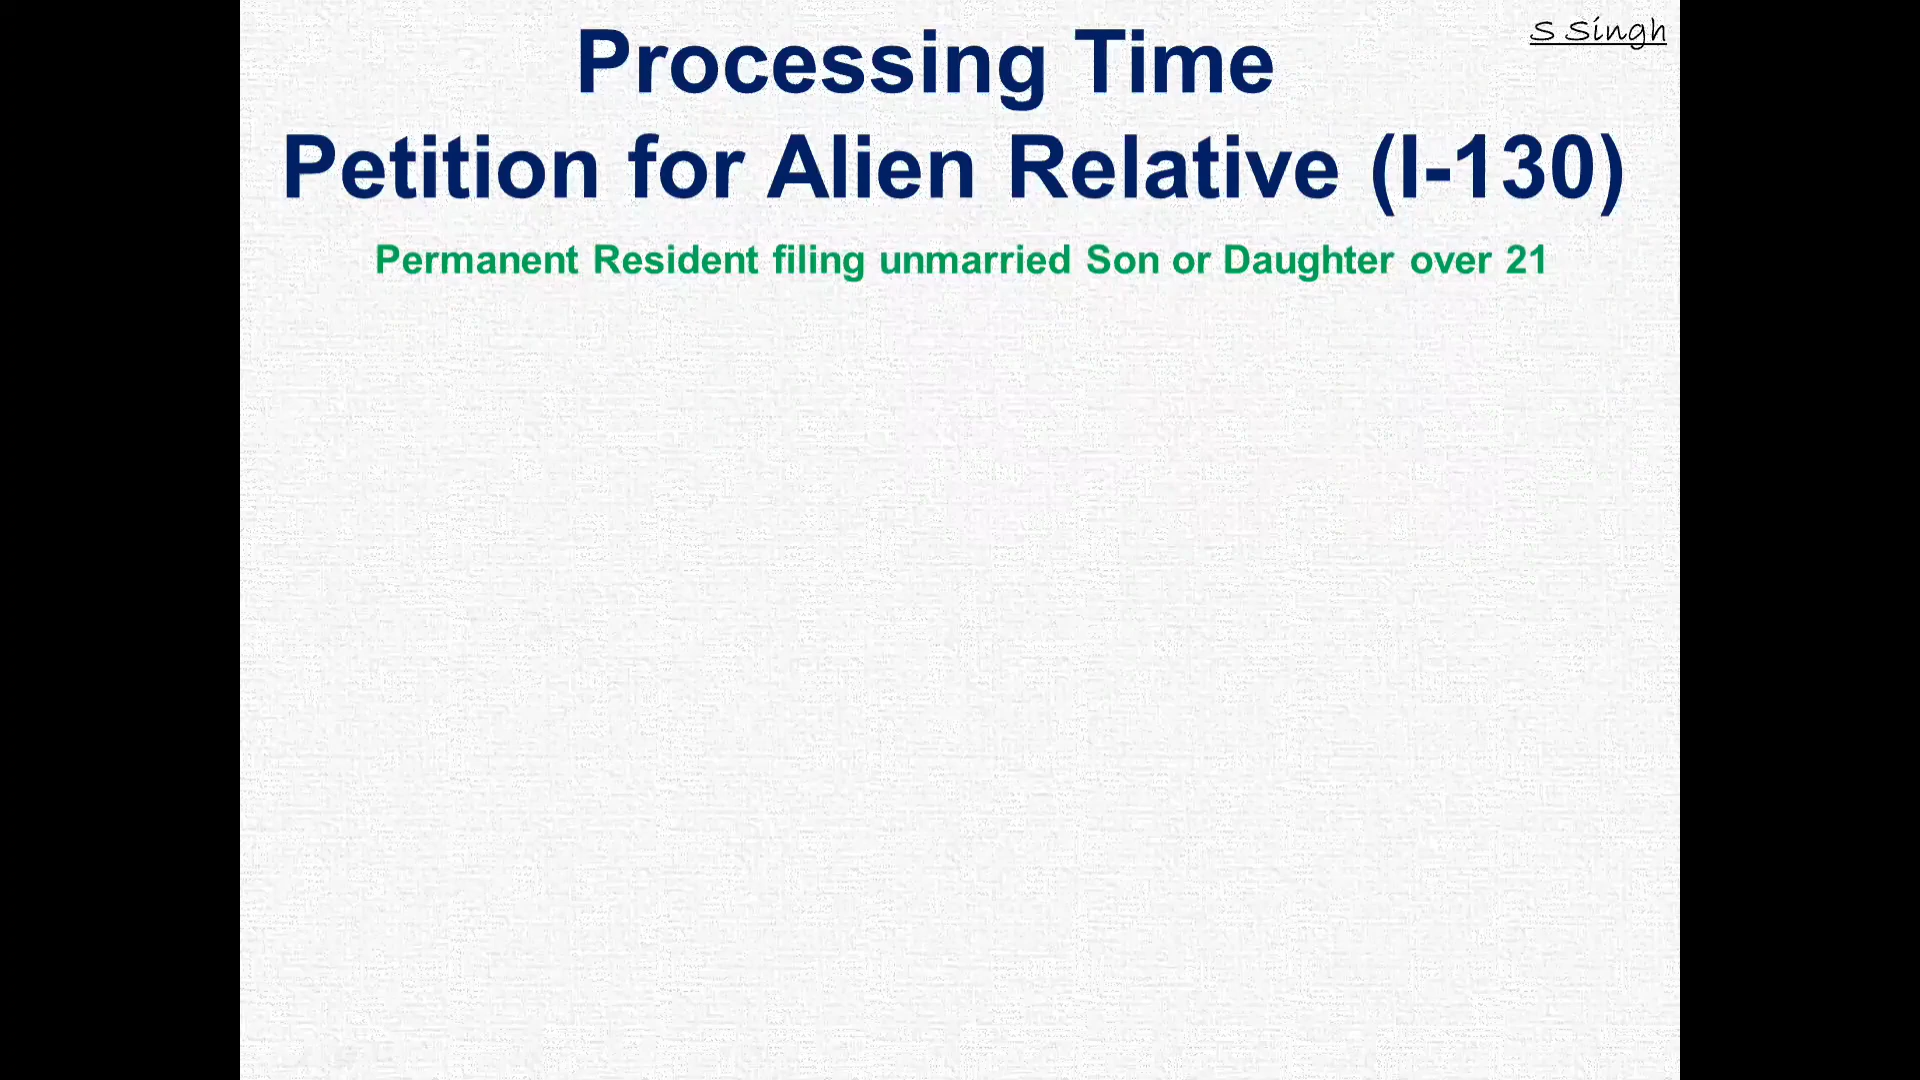 S Singh
Processing Time
Petition for Alien Relative (I-130)
Permanent Resident filing unmarried Son or Daughter over 21